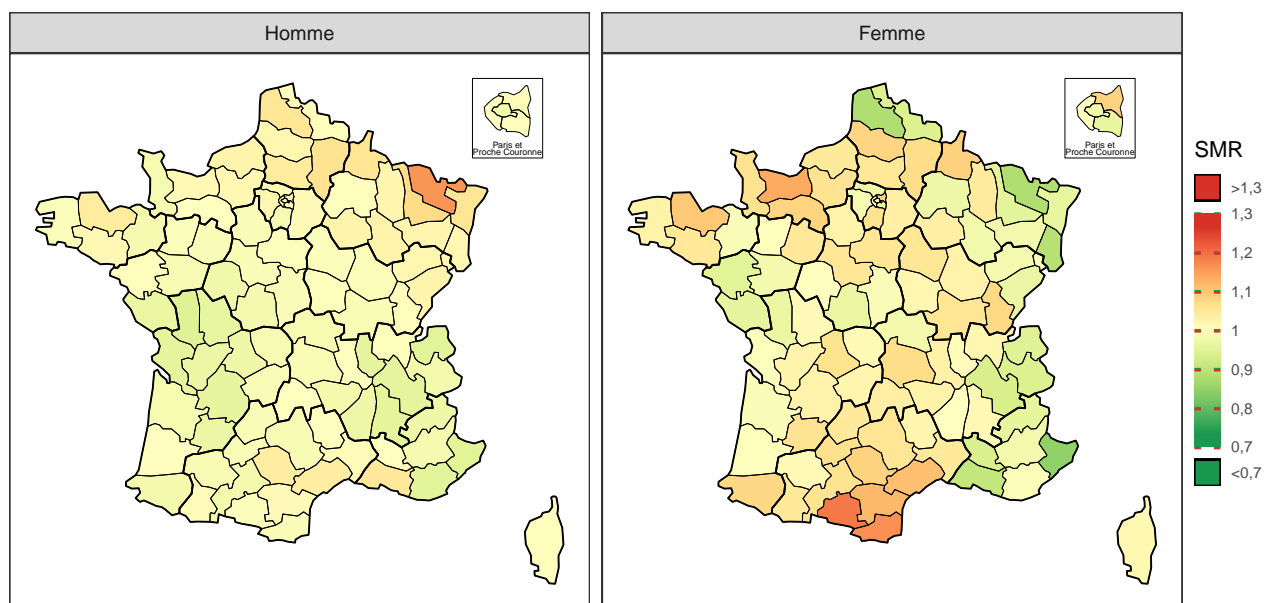 Homme
Femme
Paris et
Proche Couronne
Paris et
Proche Couronne
SMR
>1,3
1,3
1,2
1,1
1
0,9
0,8
0,7
<0,7